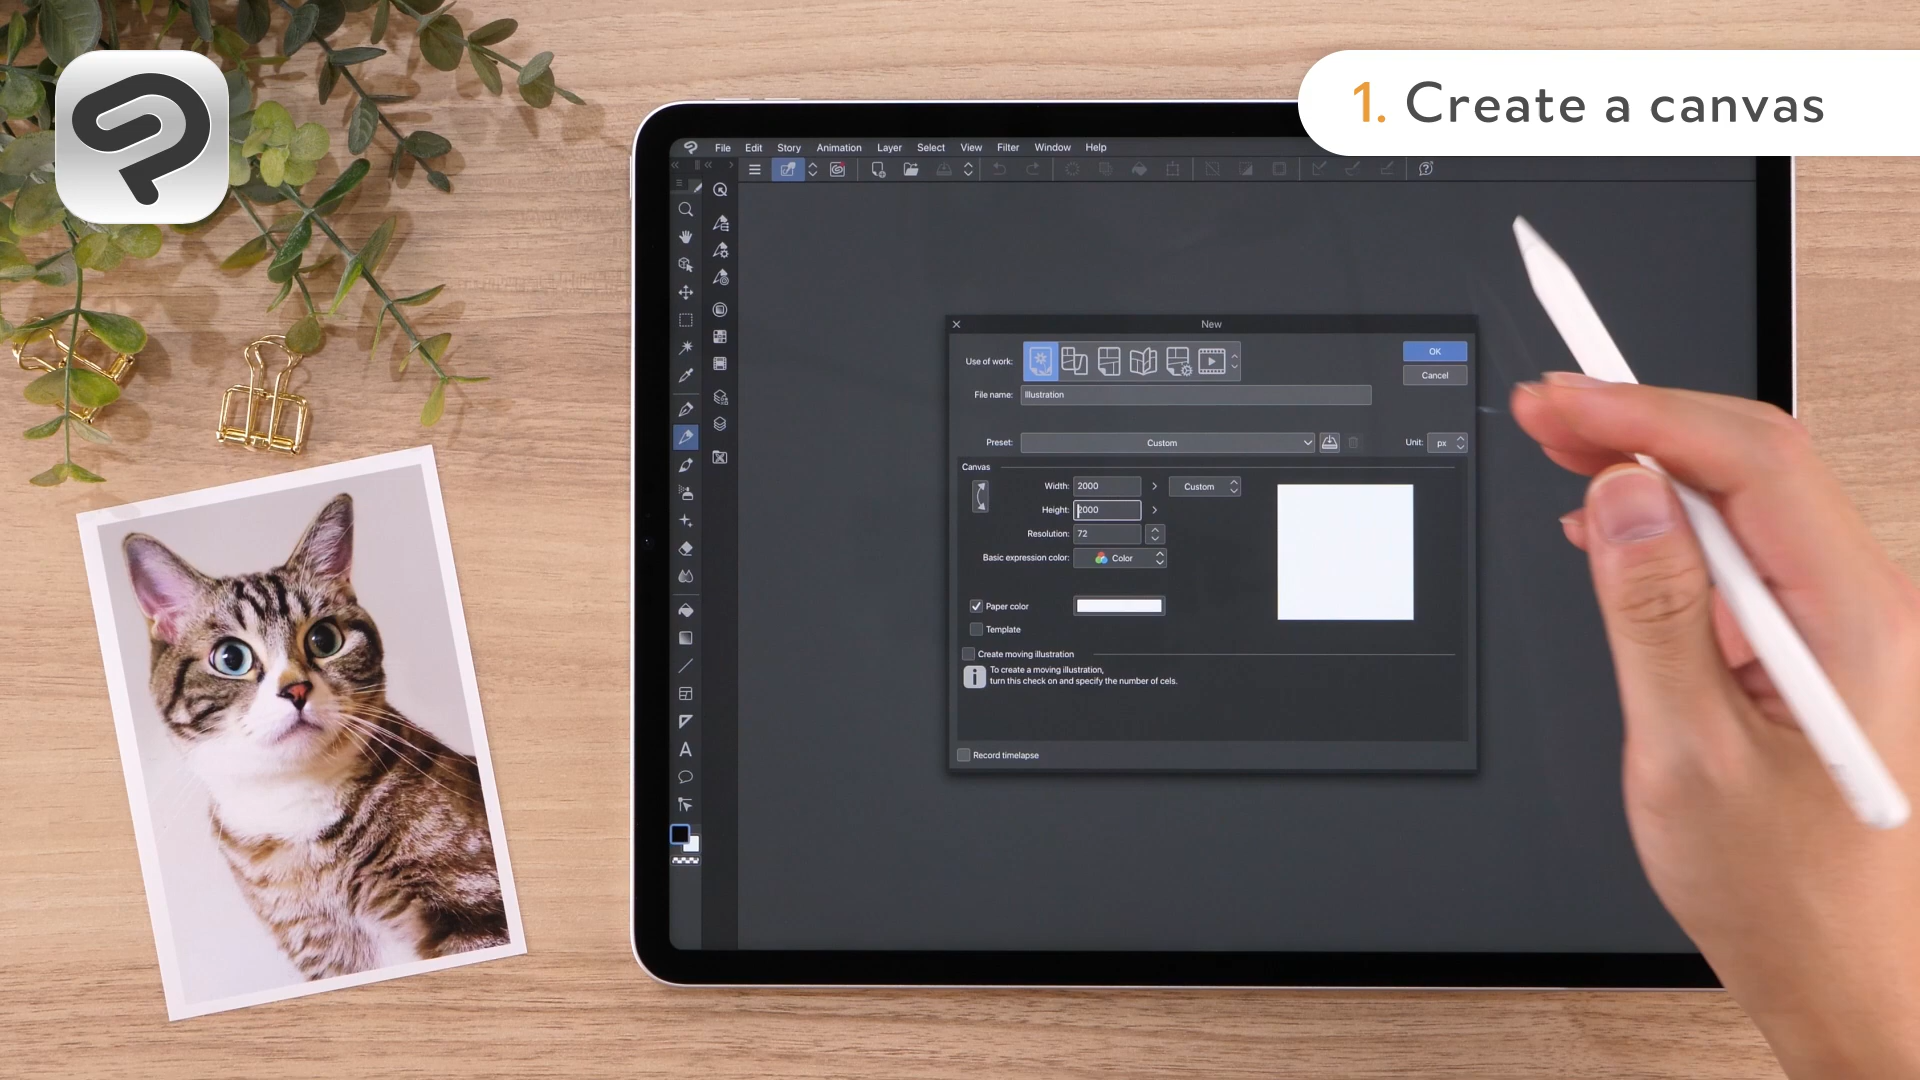 1. Create a canvas
File Edit Story Animation Layer Select View Filter Window Help
New
Use of work:
OK
Cancel
File name: Illustration
Preset: Custom Unit: px
Canvas
Width: 2000 Custom
Height: 2000
Resolution: 72
Basic expression color: Color
Paper color
Template
Create moving illustration
To create a moving illustration,
turn this check on and specify the number of cels.
Record timelapse